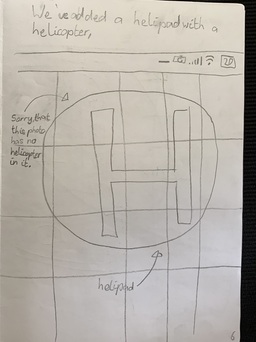 We've added a helipad with a
helicopter,
20
Sorry, that
this photo
has no
helicopter
in it.
H
helipad
6